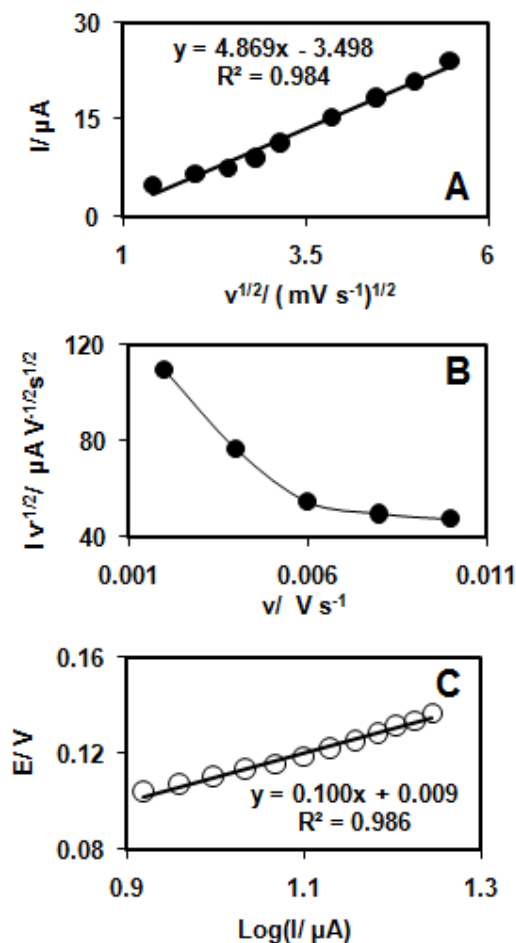 30
y = 4.869x - 3.498
R² = 0.984
I/ µA
15
A
0
1
3.5
6
v1/2/ ( mV s-1)1/2
120
B
I v-1/2/ µA V-1/2s1/2
80
40
0.001
0.006
0.011
v/ V s-1
0.16
C
E/ V
0.12
y = 0.100x + 0.009
R² = 0.986
0.08
0.9
1.1
1.3
Log(I/ µA)